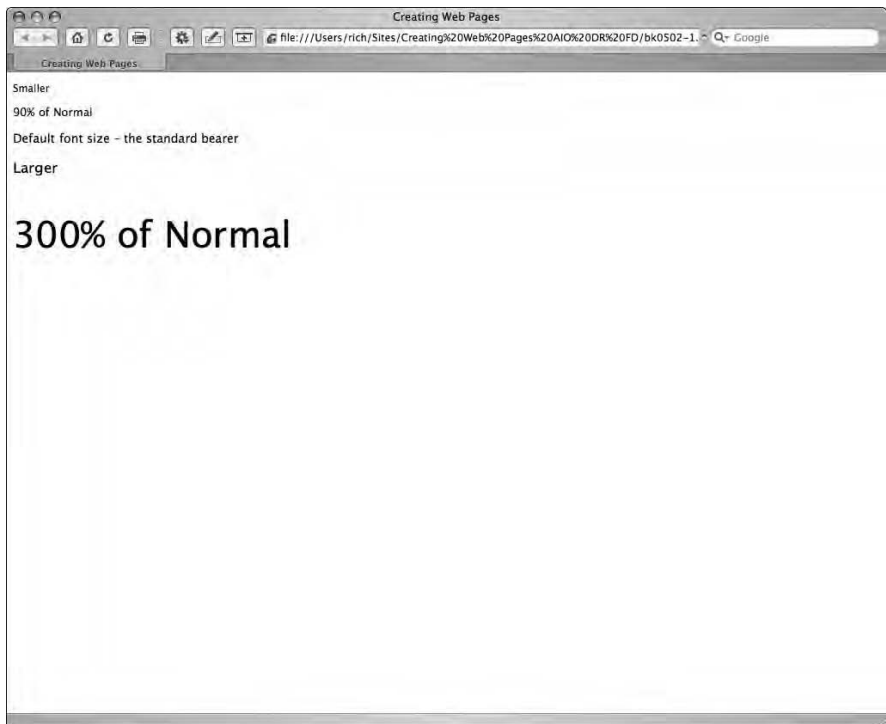 Creating Web Pages
file:///Users/rich/Sites/Creating%20Web%20Pages%20AIO%20DR%20FD/bk0502-1.
Google
Creating Web Pages
Smaller
90% of Normal
Default font size – the standard bearer
Larger
300% of Normal